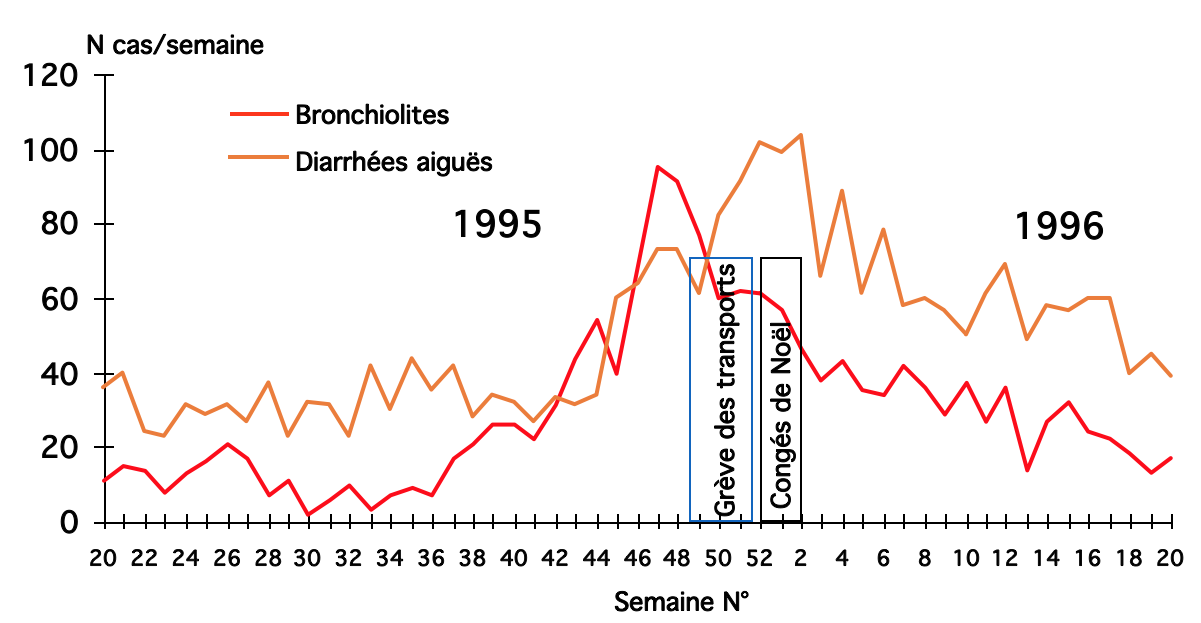 N cas/semaine
120
100
80
60
40
20
0
Bronchiolites
Diarrhées aiguës
1995
1996
Grève des transports
Congés de Noël
20 22 24 26 28 30 32 34 36 38 40 42 44 46 48 50 52 2 4 6 8 10 12 14 16 18 20
Semaine N°